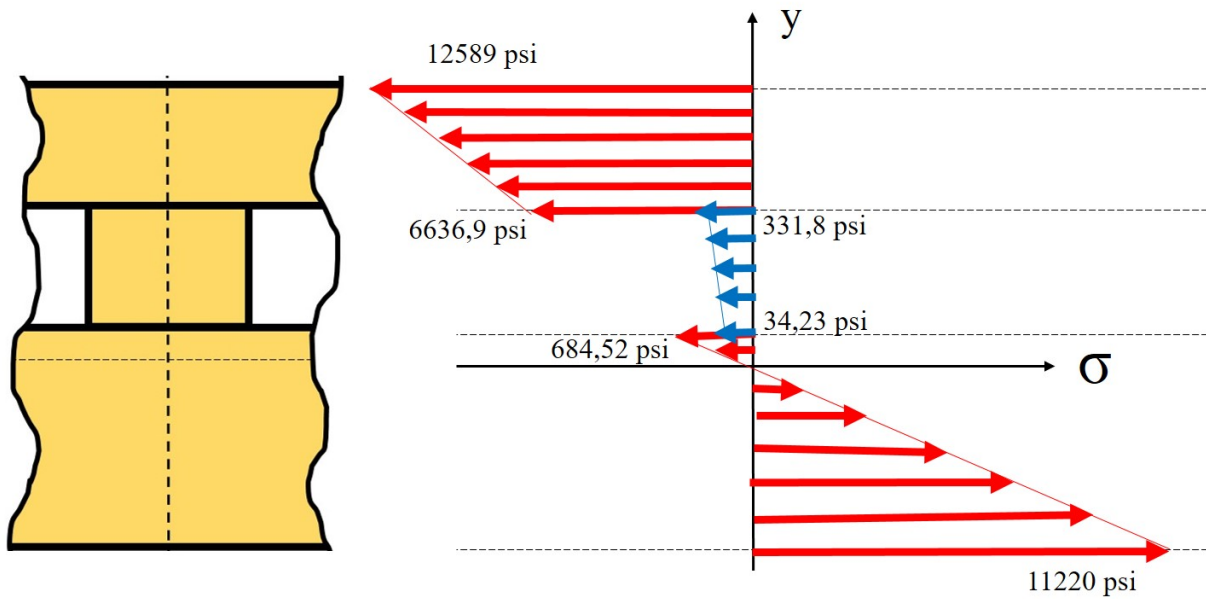 y
12589 psi
6636,9 psi
331,8 psi
34,23 psi
684,52 psi
σ
11220 psi